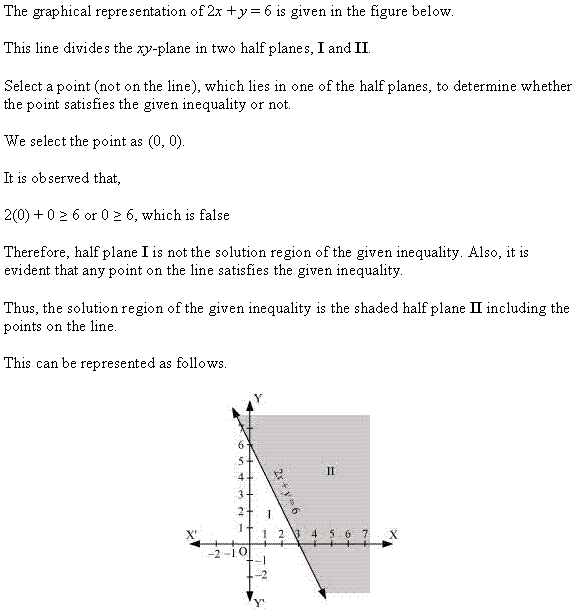 The graphical representation of 2x + y = 6 is given in the figure below.
This line divides the xy-plane in two half planes, I and II.
Select a point (not on the line), which lies in one of the half planes, to determine whether
the point satisfies the given inequality or not.
We select the point as (0, 0).
It is observed that,
2(0) + 0 ≥ 6 or 0 ≥ 6, which is false
Therefore, half plane I is not the solution region of the given inequality. Also, it is
evident that any point on the line satisfies the given inequality.
Thus, the solution region of the given inequality is the shaded half plane II including the
points on the line.
This can be represented as follows.
Y
7
6
5
4
3
2
1
2x + y = 6
II
I
X' -2 -1 O 1 2 3 4 5 6 7 X
-1
-2
Y'